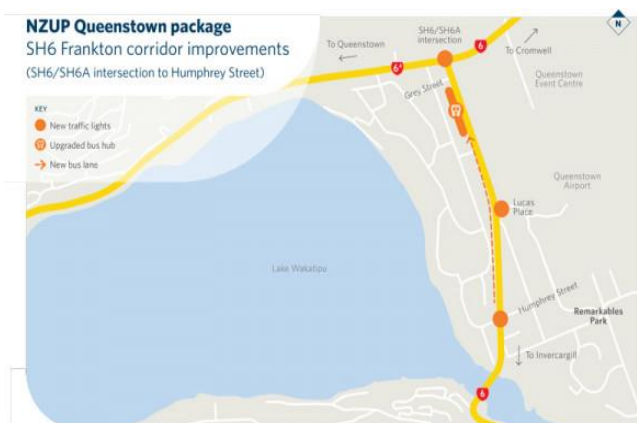 NZUP Queenstown package
SH6 Frankton corridor improvements
(SH6/SH6A intersection to Humphrey Street)
KEY
New traffic lights
Upgraded bus hub
New bus lane
To Queenstown
SH6/SH6A
intersection
6
To Cromwell
N
6A
Grey Street
Queenstown
Event Centre
Queenstown
Airport
Lucas
Place
Lake Wakatipu
Humphrey Street
Remarkables
Park
To Invercargill
6